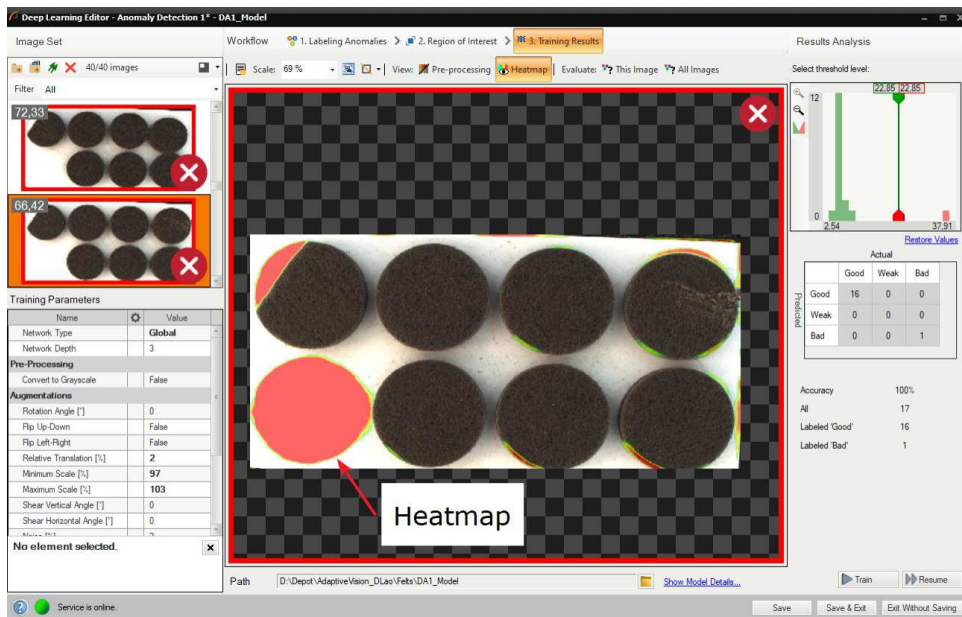 Deep Learning Editor - Anomaly Detection 1* - DA1_Model
Image Set
Workflow 1. Labeling Anomalies 2. Region of Interest 3. Training Results
Results Analysis
40/40 images
Scale: 69 % View: Pre-processing Heatmap Evaluate: This Image All Images
Select threshold level:
Filter All
72,33
66,42
22,85 22,85
12
0
2,54 37,91
Restore Values
Actual
Good Weak Bad
Predicted
Good 16 0 0
Weak 0 0 0
Bad 0 0 1
Accuracy 100%
All 17
Labeled 'Good' 16
Labeled 'Bad' 1
Training Parameters
Name Value
Network Type Global
Network Depth 3
Pre-Processing
Convert to Grayscale False
Augmentations
Rotation Angle [°] 0
Flip Up-Down False
Flip Left-Right False
Relative Translation [%] 2
Minimum Scale [%] 97
Maximum Scale [%] 103
Shear Vertical Angle [°] 0
Shear Horizontal Angle [°] 0
No element selected.
Heatmap
Path D:\Depot\AdaptiveVision_DLao\Felts\DA1_Model Show Model Details...
Train Resume
Service is online.
Save Save & Exit Exit Without Saving